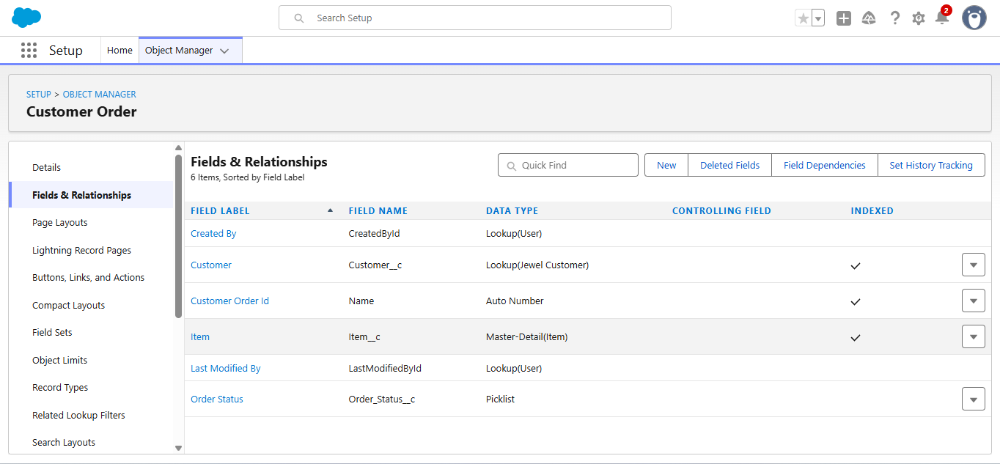 Search Setup
2
Setup
Home
Object Manager
SETUP > OBJECT MANAGER
Customer Order
Details
Fields & Relationships
Page Layouts
Lightning Record Pages
Buttons, Links, and Actions
Compact Layouts
Field Sets
Object Limits
Record Types
Related Lookup Filters
Search Layouts
Fields & Relationships
6 Items, Sorted by Field Label
Quick Find
New
Deleted Fields
Field Dependencies
Set History Tracking
FIELD LABEL FIELD NAME DATA TYPE CONTROLLING FIELD INDEXED
Created By CreatedById Lookup(User)
Customer Customer__c Lookup(Jewel Customer)
Customer Order Id Name Auto Number
Item Item__c Master-Detail(Item)
Last Modified By LastModifiedById Lookup(User)
Order Status Order_Status__c Picklist